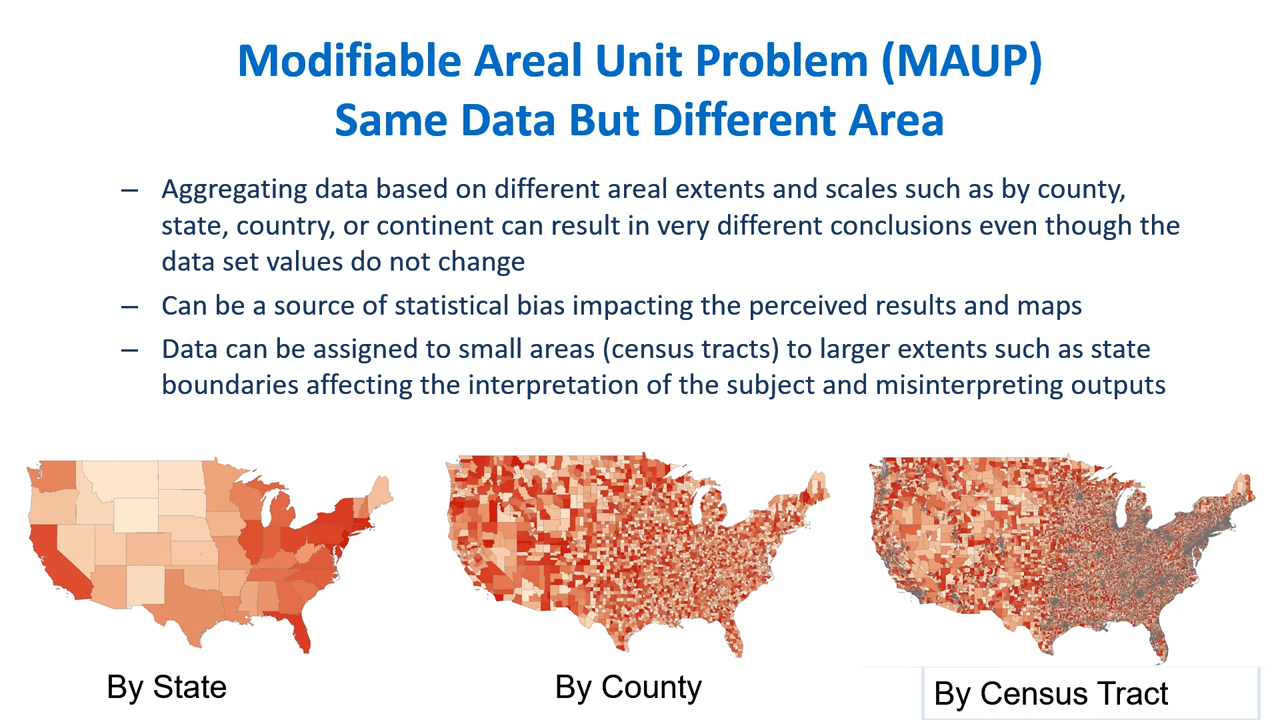 Modifiable Areal Unit Problem (MAUP)
Same Data But Different Area
– Aggregating data based on different areal extents and scales such as by county,
state, country, or continent can result in very different conclusions even though the
data set values do not change
– Can be a source of statistical bias impacting the perceived results and maps
– Data can be assigned to small areas (census tracts) to larger extents such as state
boundaries affecting the interpretation of the subject and misinterpreting outputs
By State
By County
By Census Tract